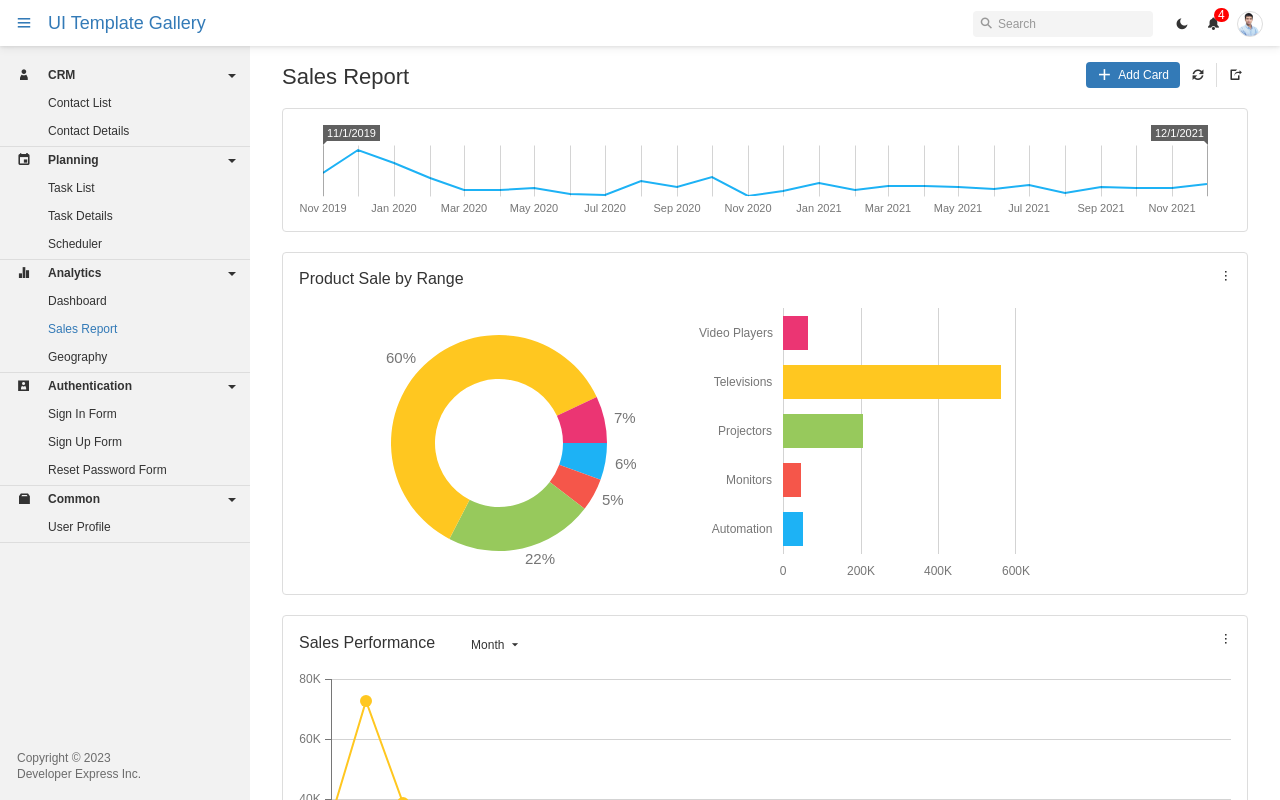 UI Template Gallery
Search
4
CRM
Contact List
Contact Details
Planning
Task List
Task Details
Scheduler
Analytics
Dashboard
Sales Report
Geography
Authentication
Sign In Form
Sign Up Form
Reset Password Form
Common
User Profile
Copyright © 2023
Developer Express Inc.
Sales Report
Add Card
11/1/2019 12/1/2021
Nov 2019 Jan 2020 Mar 2020 May 2020 Jul 2020 Sep 2020 Nov 2020 Jan 2021 Mar 2021 May 2021 Jul 2021 Sep 2021 Nov 2021
Product Sale by Range
60%
7%
6%
5%
22%
Video Players
Televisions
Projectors
Monitors
Automation
0 200K 400K 600K
Sales Performance Month
80K
60K
40K